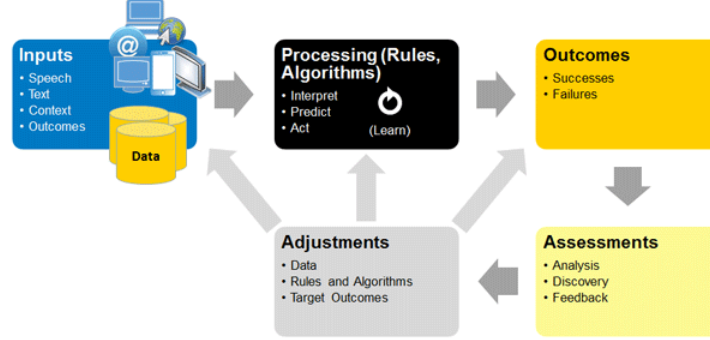 Inputs
• Speech
• Text
• Context
• Outcomes
@
Data
Processing (Rules,
Algorithms)
• Interpret
• Predict
• Act
(Learn)
Outcomes
• Successes
• Failures
Adjustments
• Data
• Rules and Algorithms
• Target Outcomes
Assessments
• Analysis
• Discovery
• Feedback